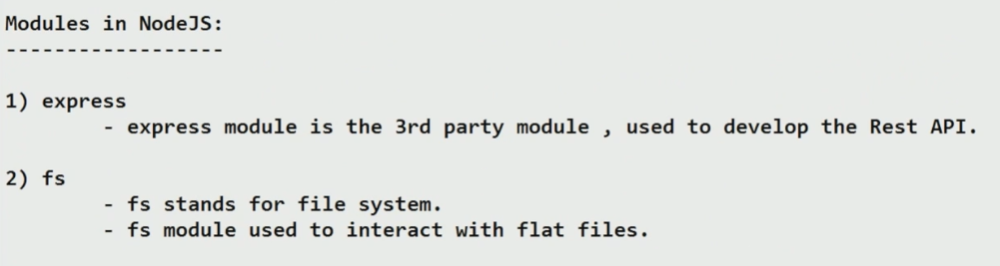 Modules in NodeJS:
------------------
1) express
- express module is the 3rd party module , used to develop the Rest API.
2) fs
- fs stands for file system.
- fs module used to interact with flat files.